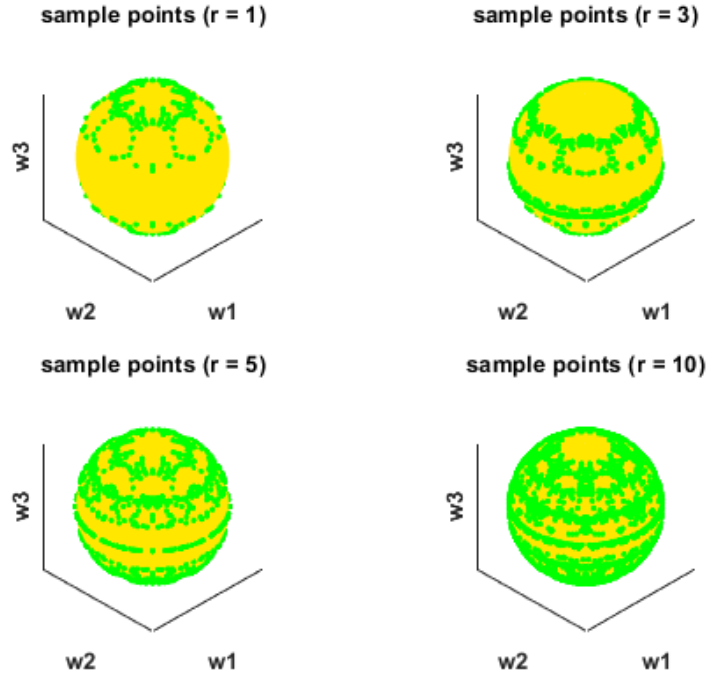 sample points (r = 1)
sample points (r = 3)
w3
w2
w1
w3
w2
w1
sample points (r = 5)
sample points (r = 10)
w3
w2
w1
w3
w2
w1